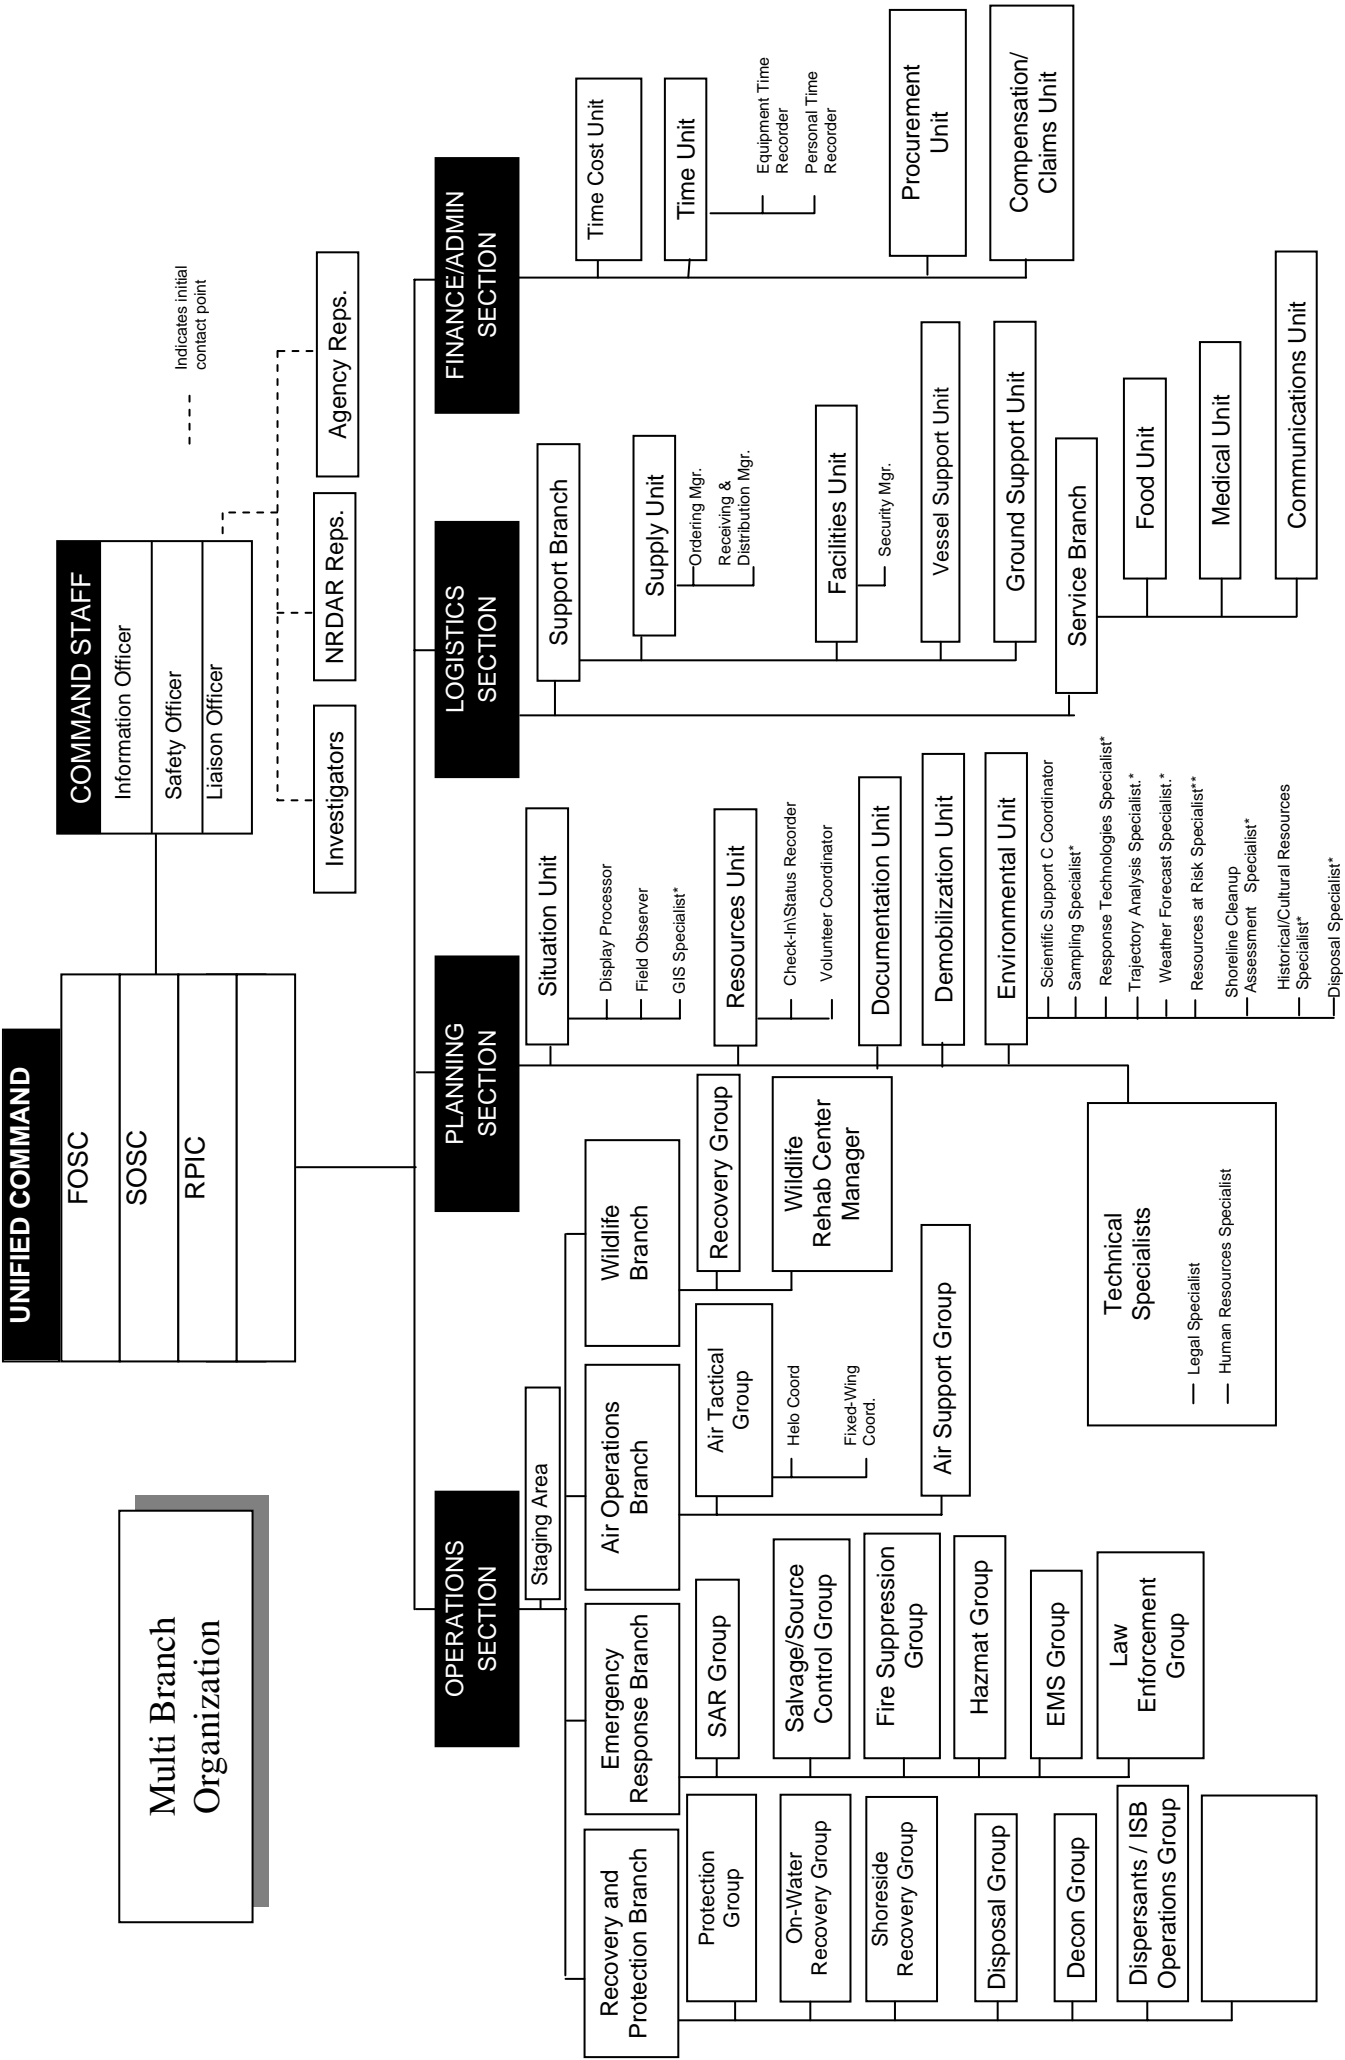 Multi Branch
Organization
UNIFIED COMMAND
FOSC
SOSC
RPIC
COMMAND STAFF
Information Officer
Safety Officer
Liaison Officer
Indicates initial
contact point
Investigators
NRDAR Reps.
Agency Reps.
OPERATIONS
SECTION
Staging Area
Recovery and
Protection Branch
Protection
Group
On-Water
Recovery Group
Shoreside
Recovery Group
Disposal Group
Decon Group
Dispersants / ISB
Operations Group
Emergency
Response Branch
SAR Group
Salvage/Source
Control Group
Fire Suppression
Group
Hazmat Group
EMS Group
Law
Enforcement
Group
Air Operations
Branch
Air Tactical
Group
Helo Coord
Fixed-Wing
Coord.
Air Support Group
Wildlife
Branch
Recovery Group
Wildlife
Rehab Center
Manager
PLANNING
SECTION
Situation Unit
Display Processor
Field Observer
GIS Specialist*
Resources Unit
Check-In\Status Recorder
Volunteer Coordinator
Documentation Unit
Demobilization Unit
Environmental Unit
Scientific Support C Coordinator
Sampling Specialist*
Response Technologies Specialist*
Trajectory Analysis Specialist.*
Weather Forecast Specialist.*
Resources at Risk Specialist**
Shoreline Cleanup
Assessment Specialist*
Historical/Cultural Resources
Specialist*
Disposal Specialist*
Technical
Specialists
Legal Specialist
Human Resources Specialist
LOGISTICS
SECTION
Support Branch
Supply Unit
Ordering Mgr.
Receiving &
Distribution Mgr.
Facilities Unit
Security Mgr.
Vessel Support Unit
Ground Support Unit
Service Branch
Food Unit
Medical Unit
Communications Unit
FINANCE/ADMIN
SECTION
Time Cost Unit
Time Unit
Equipment Time
Recorder
Personal Time
Recorder
Procurement
Unit
Compensation/
Claims Unit